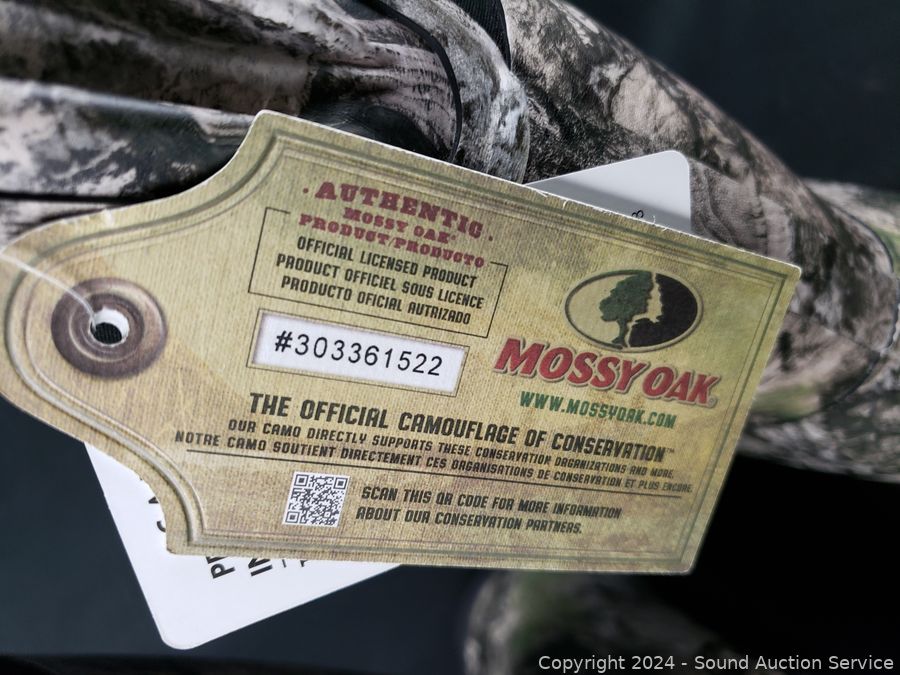 · AUTHENTIC ·
MOSSY OAK®
PRODUCT/PRODUCTO
OFFICIAL LICENSED PRODUCT
PRODUCT OFFICIEL SOUS LICENCE
PRODUCTO OFICIAL AUTRIZADO
#303361522
MOSSY OAK®
WWW.MOSSYOAK.COM
THE OFFICIAL CAMOUFLAGE OF CONSERVATION™
OUR CAMO DIRECTLY SUPPORTS THESE CONSERVATION ORGANIZATIONS AND MORE.
NOTRE CAMO SOUTIENT DIRECTEMENT CES ORGANISATIONS DE CONSERVATION ET PLUS ENCORE.
SCAN THIS QR CODE FOR MORE INFORMATION
ABOUT OUR CONSERVATION PARTNERS.
Copyright 2024 - Sound Auction Service